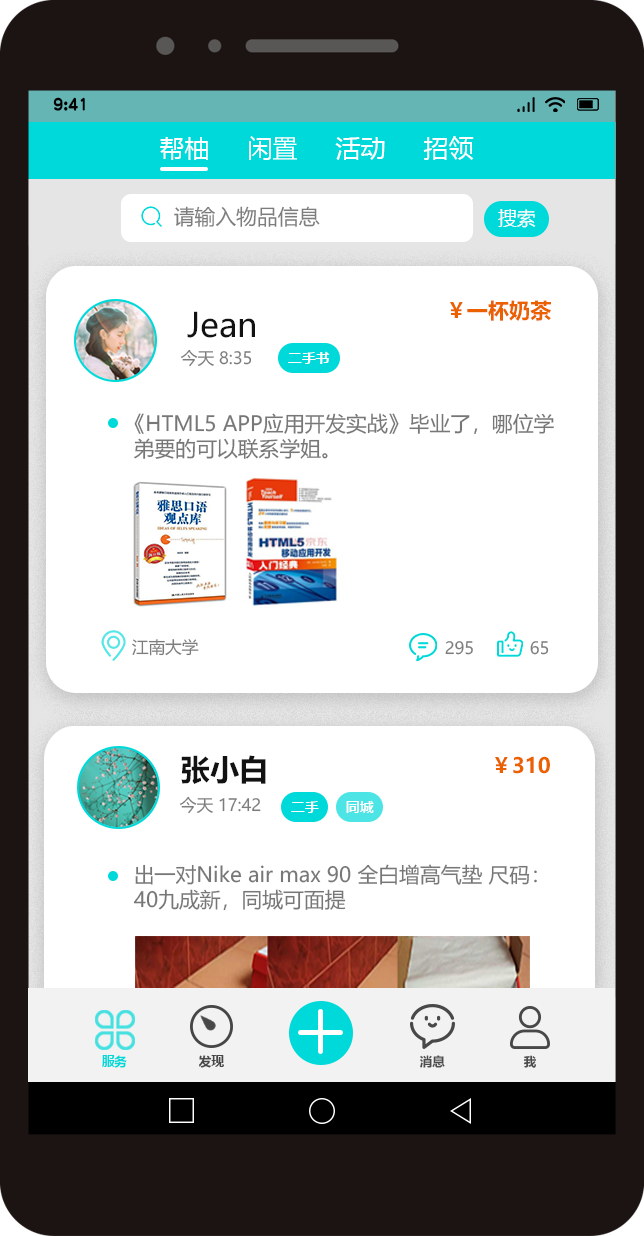 9:41
帮柚 闲置 活动 招领
请输入物品信息 搜索
Jean
¥一杯奶茶
今天 8:35 二手书
《HTML5 APP应用开发实战》毕业了，哪位学
弟要的可以联系学姐。
雅思口语
观点库
IDEAS OF IELTS SPEAKING
Teach
Yourself
HTML5
移动应用开发
入门经典
江南大学 295 65
张小白
¥310
今天 17:42 二手 同城
出一对Nike air max 90 全白增高气垫 尺码：
40九成新，同城可面提
服务 发现 消息 我